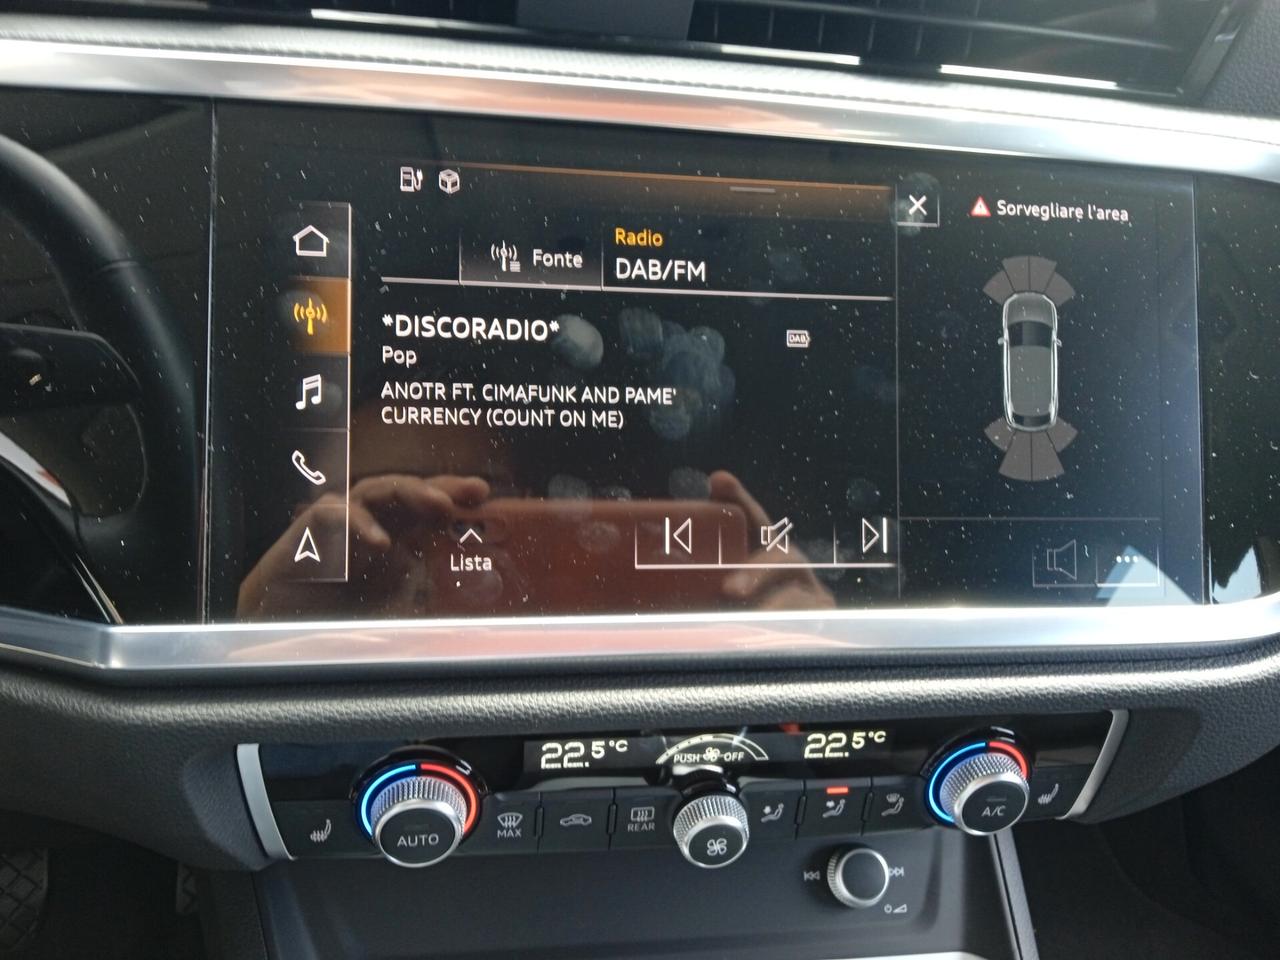 Sorvegliare l'area
Fonte
Radio
DAB/FM
*DISCORADIO*
DAB
Pop
ANOTR FT. CIMAFUNK AND PAME'
CURRENCY (COUNT ON ME)
Lista
22.5°C
PUSH OFF
22.5°C
AUTO
MAX
REAR
A/C